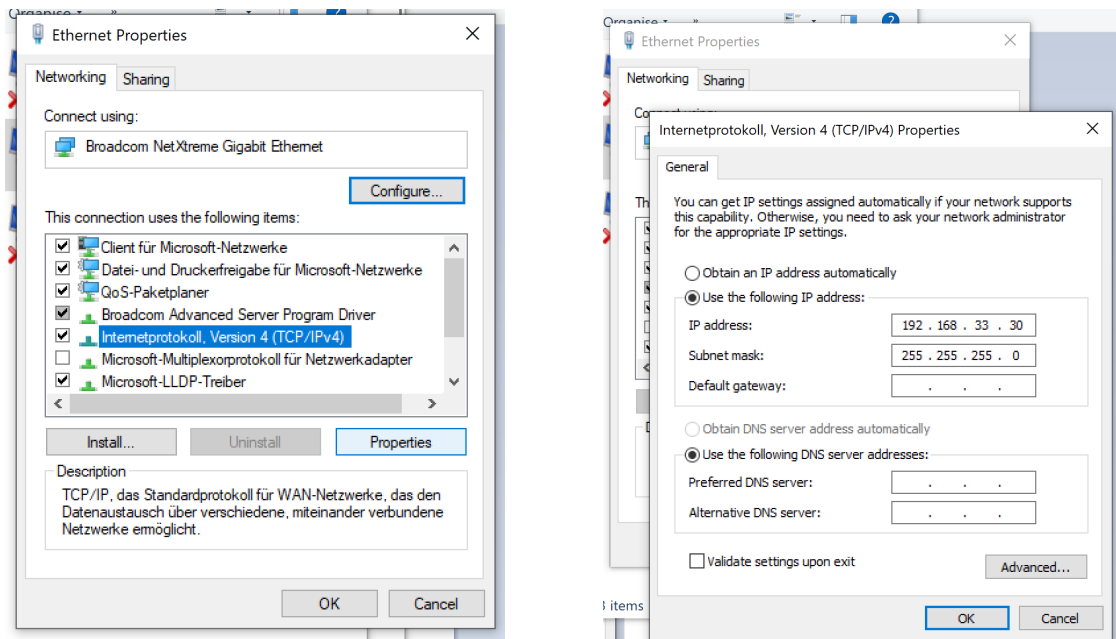 Organise
Ethernet Properties
Networking
Sharing
Connect using:
Broadcom NetXtreme Gigabit Ethernet
Configure...
This connection uses the following items:
Client für Microsoft-Netzwerke
Datei- und Druckerfreigabe für Microsoft-Netzwerke
QoS-Paketplaner
Broadcom Advanced Server Program Driver
Internetprotokoll, Version 4 (TCP/IPv4)
Microsoft-Multiplexorprotokoll für Netzwerkadapter
Microsoft-LLDP-Treiber
Install...
Uninstall
Properties
Description
TCP/IP, das Standardprotokoll für WAN-Netzwerke, das den
Datenaustausch über verschiedene, miteinander verbundene
Netzwerke ermöglicht.
OK
Cancel
Organise
Ethernet Properties
Networking
Sharing
Internetprotokoll, Version 4 (TCP/IPv4) Properties
General
You can get IP settings assigned automatically if your network supports
this capability. Otherwise, you need to ask your network administrator
for the appropriate IP settings.
Obtain an IP address automatically
Use the following IP address:
IP address:
192 . 168 . 33 . 30
Subnet mask:
255 . 255 . 255 . 0
Default gateway:
. . .
Obtain DNS server address automatically
Use the following DNS server addresses:
Preferred DNS server:
. . .
Alternative DNS server:
. . .
Validate settings upon exit
Advanced...
items
OK
Cancel